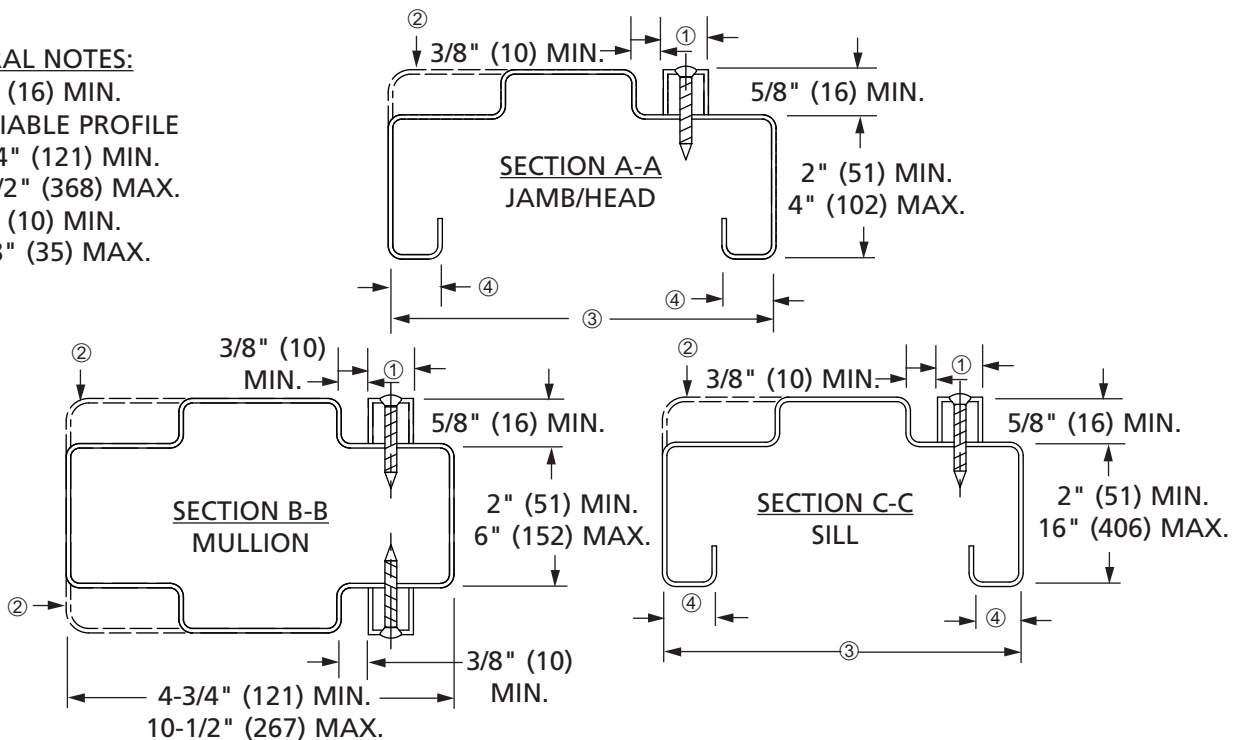 RAL NOTES:
(16) MIN.
IABLE PROFILE
4" (121) MIN.
/2" (368) MAX.
(10) MIN.
8" (35) MAX.
②
3/8" (10) MIN.
①
5/8" (16) MIN.
SECTION A-A
JAMB/HEAD
2" (51) MIN.
4" (102) MAX.
④
④
③
②
3/8" (10)
MIN.
①
5/8" (16) MIN.
SECTION B-B
MULLION
2" (51) MIN.
6" (152) MAX.
②
3/8" (10)
MIN.
4-3/4" (121) MIN.
10-1/2" (267) MAX.
②
3/8" (10) MIN.
①
5/8" (16) MIN.
SECTION C-C
SILL
2" (51) MIN.
16" (406) MAX.
④
④
③